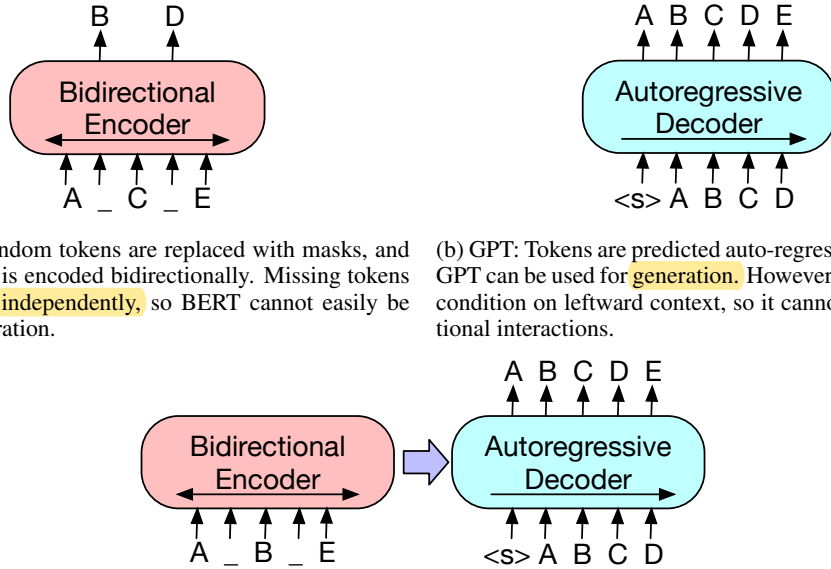 B D
Bidirectional
Encoder
A _ C _ E
A B C D E
Autoregressive
Decoder
<s> A B C D
ndom tokens are replaced with masks, and
is encoded bidirectionally. Missing tokens
independently, so BERT cannot easily be
ration.
(b) GPT: Tokens are predicted auto-regres
GPT can be used for generation. However
condition on leftward context, so it canno
tional interactions.
Bidirectional
Encoder
A _ B _ E
A B C D E
Autoregressive
Decoder
<s> A B C D